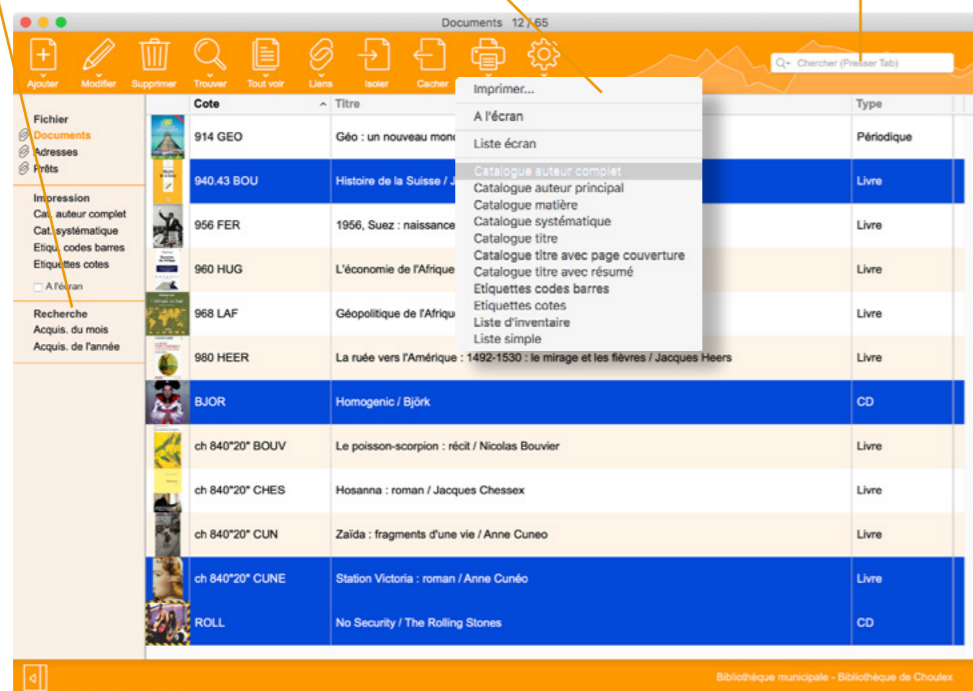 Documents 12 / 65
Ajouter Modifier Supprimer Trouver Tout voir Liens Isoler Cacher
Chercher (Presser Tab)
Imprimer...
A l'écran
Liste écran
Catalogue auteur complet
Catalogue auteur principal
Catalogue matière
Catalogue systématique
Catalogue titre
Catalogue titre avec page couverture
Catalogue titre avec résumé
Etiquettes codes barres
Etiquettes cotes
Liste d'inventaire
Liste simple
Fichier
Documents
Adresses
Prêts
Impression
Cat. auteur complet
Cat. systématique
Etiqu. codes barres
Etiquettes cotes
A l'écran
Recherche
Acquis. du mois
Acquis. de l'année
Cote Titre Type
914 GEO Géo : un nouveau mon Périodique
940.43 BOU Histoire de la Suisse / J Livre
956 FER 1956, Suez : naissance Livre
960 HUG L'économie de l'Afrique Livre
968 LAF Géopolitique de l'Afriqu Livre
980 HEER La ruée vers l'Amérique : 1492-1530 : le mirage et les fièvres / Jacques Heers Livre
BJOR Homogenic / Björk CD
ch 840"20" BOUV Le poisson-scorpion : récit / Nicolas Bouvier Livre
ch 840"20" CHES Hosanna : roman / Jacques Chessex Livre
ch 840"20" CUN Zaïda : fragments d'une vie / Anne Cuneo Livre
ch 840"20" CUNE Station Victoria : roman / Anne Cunéo Livre
ROLL No Security / The Rolling Stones CD
Bibliothèque municipale - Bibliothèque de Choulex